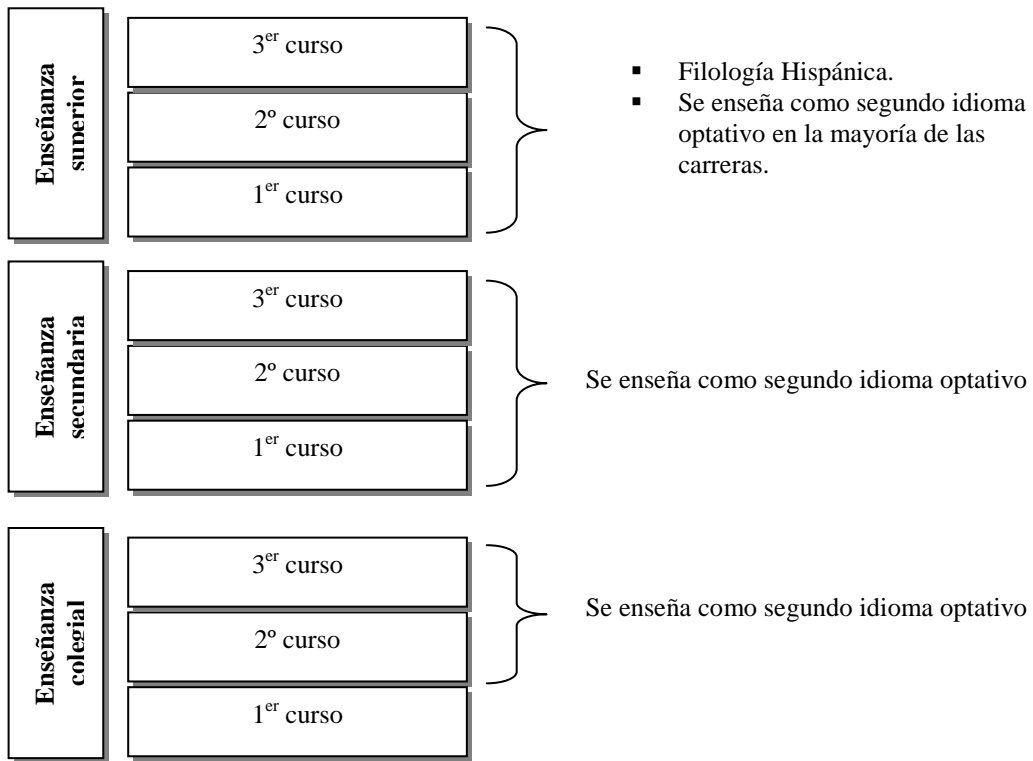 Enseñanza
superior
3er curso
2º curso
1er curso
▪ Filología Hispánica.
▪ Se enseña como segundo idioma
optativo en la mayoría de las
carreras.
Enseñanza
secundaria
3er curso
2º curso
1er curso
Se enseña como segundo idioma optativo
Enseñanza
colegial
3er curso
2º curso
1er curso
Se enseña como segundo idioma optativo